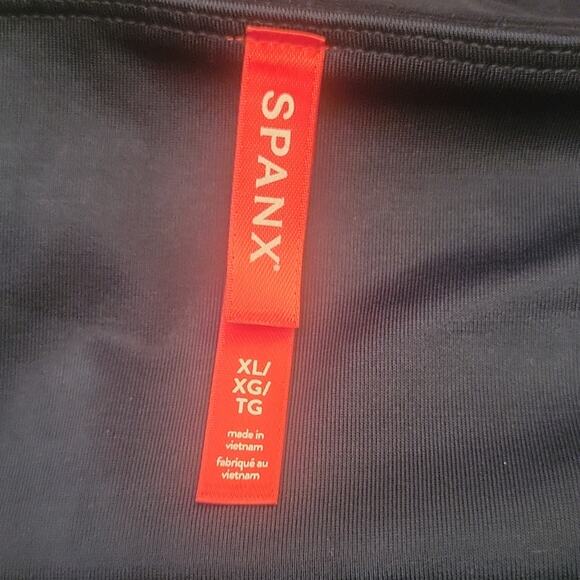 SPANX®
XL/
XG/
TG
made in
vietnam
fabriqué au
vietnam